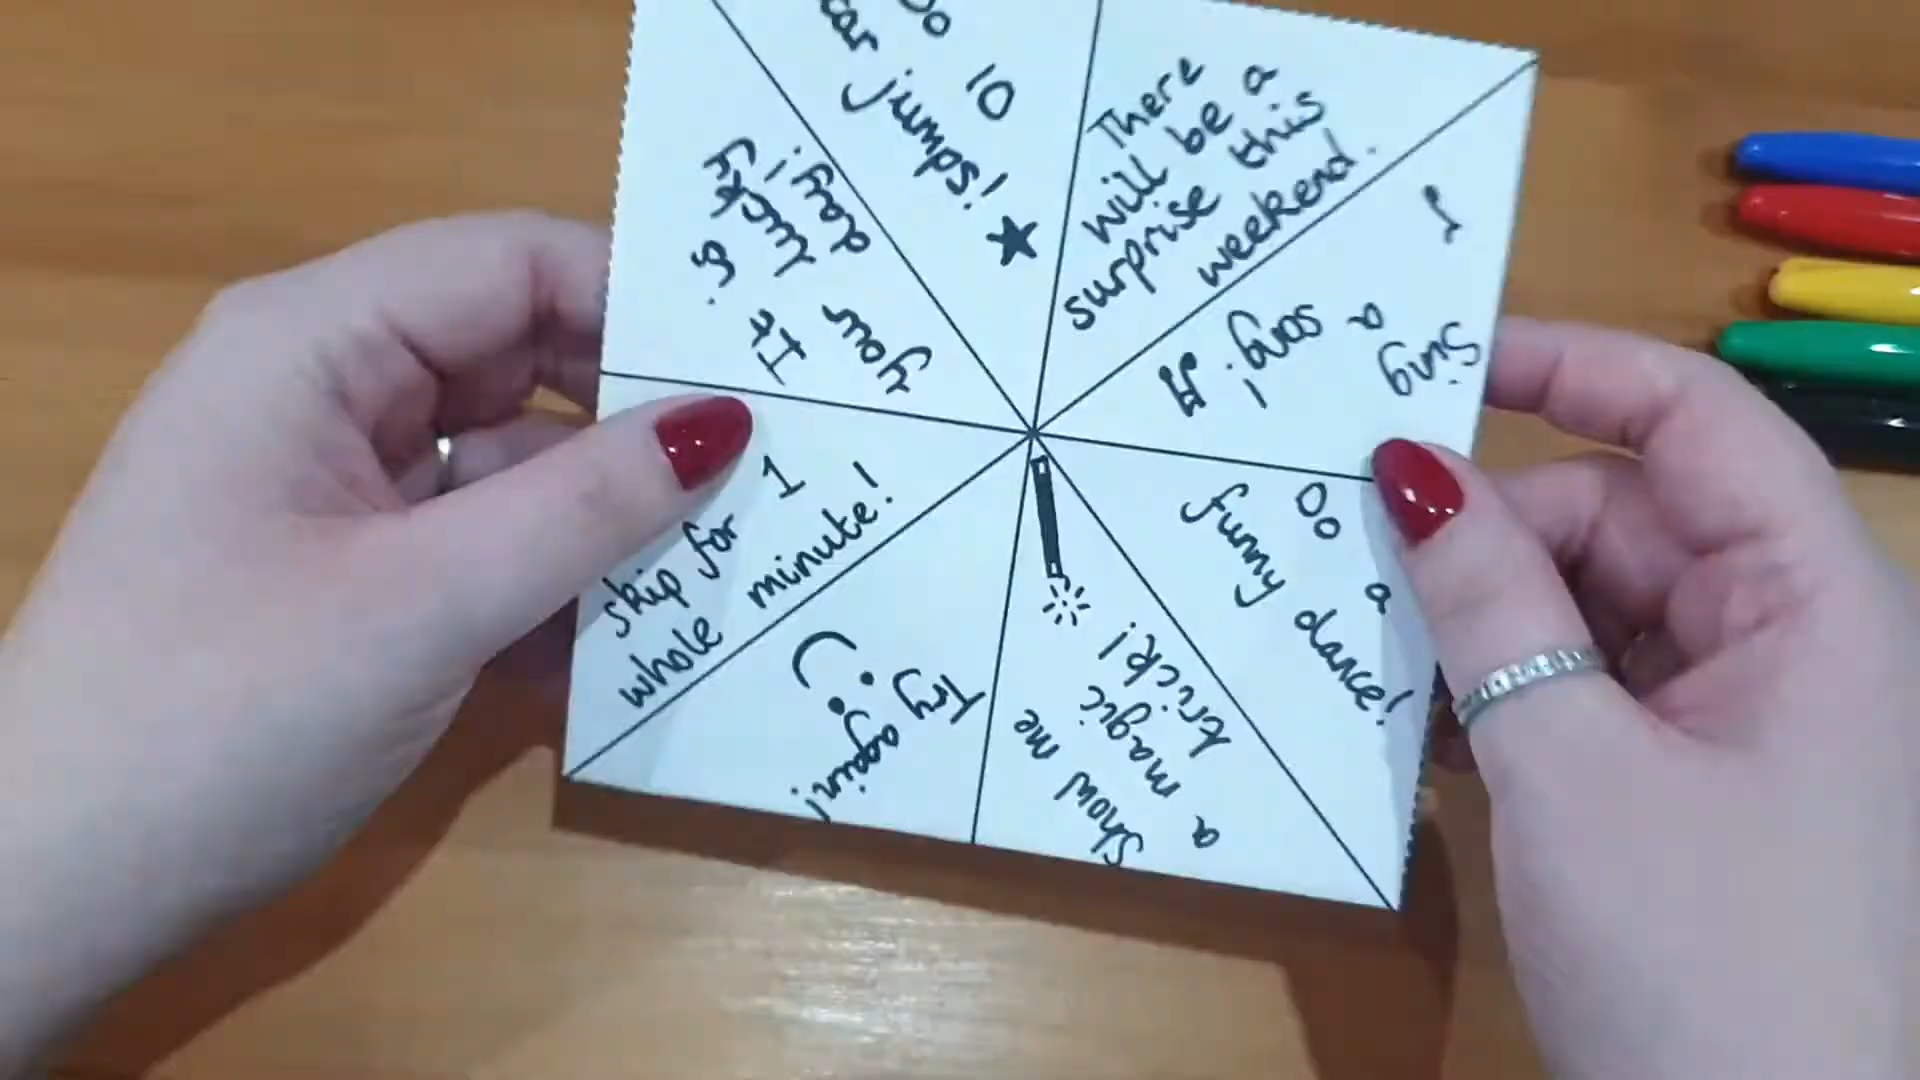 Do 10
jumps!
There
will be a
surprise this
weekend.
Sing
a song!
Do a
funny dance!
Show me
a magic
trick!
Try
again!
skip for 1
whole minute!
It is
your lucky
day!